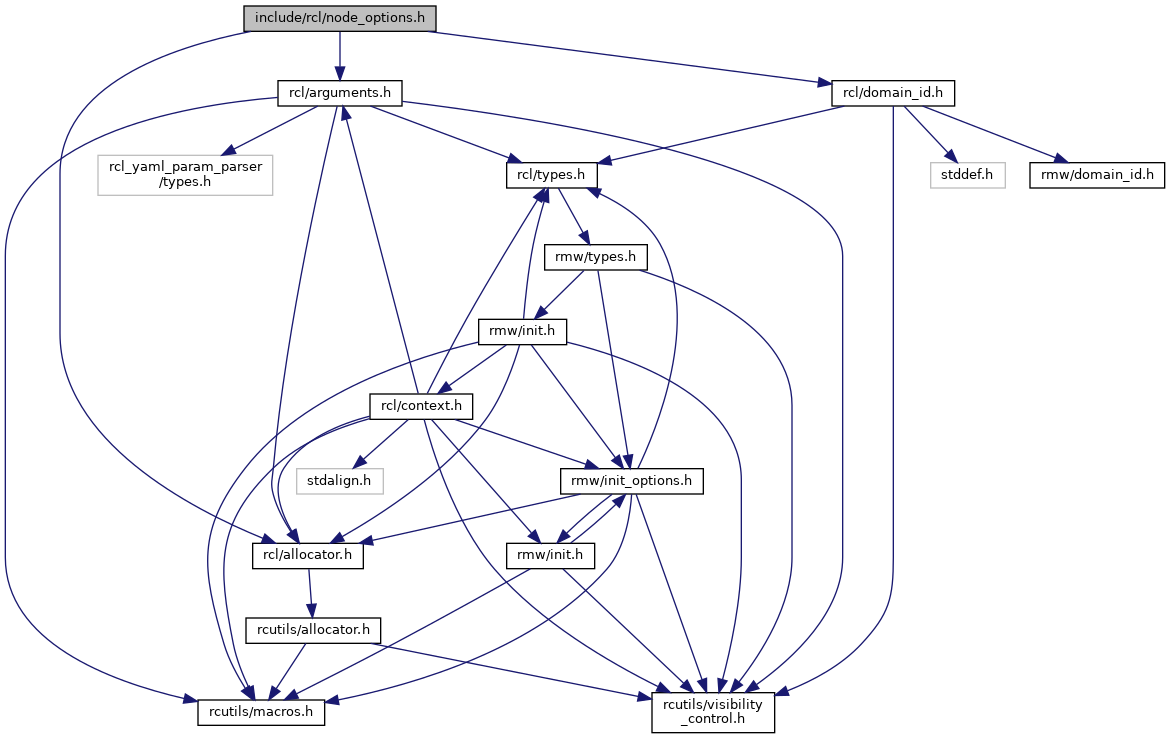 include/rcl/node_options.h
rcl/arguments.h
rcl/domain_id.h
rcl_yaml_param_parser
/types.h
rcl/types.h
stddef.h
rmw/domain_id.h
rmw/types.h
rmw/init.h
rcl/context.h
stdalign.h
rmw/init_options.h
rcl/allocator.h
rmw/init.h
rcutils/allocator.h
rcutils/macros.h
rcutils/visibility
_control.h